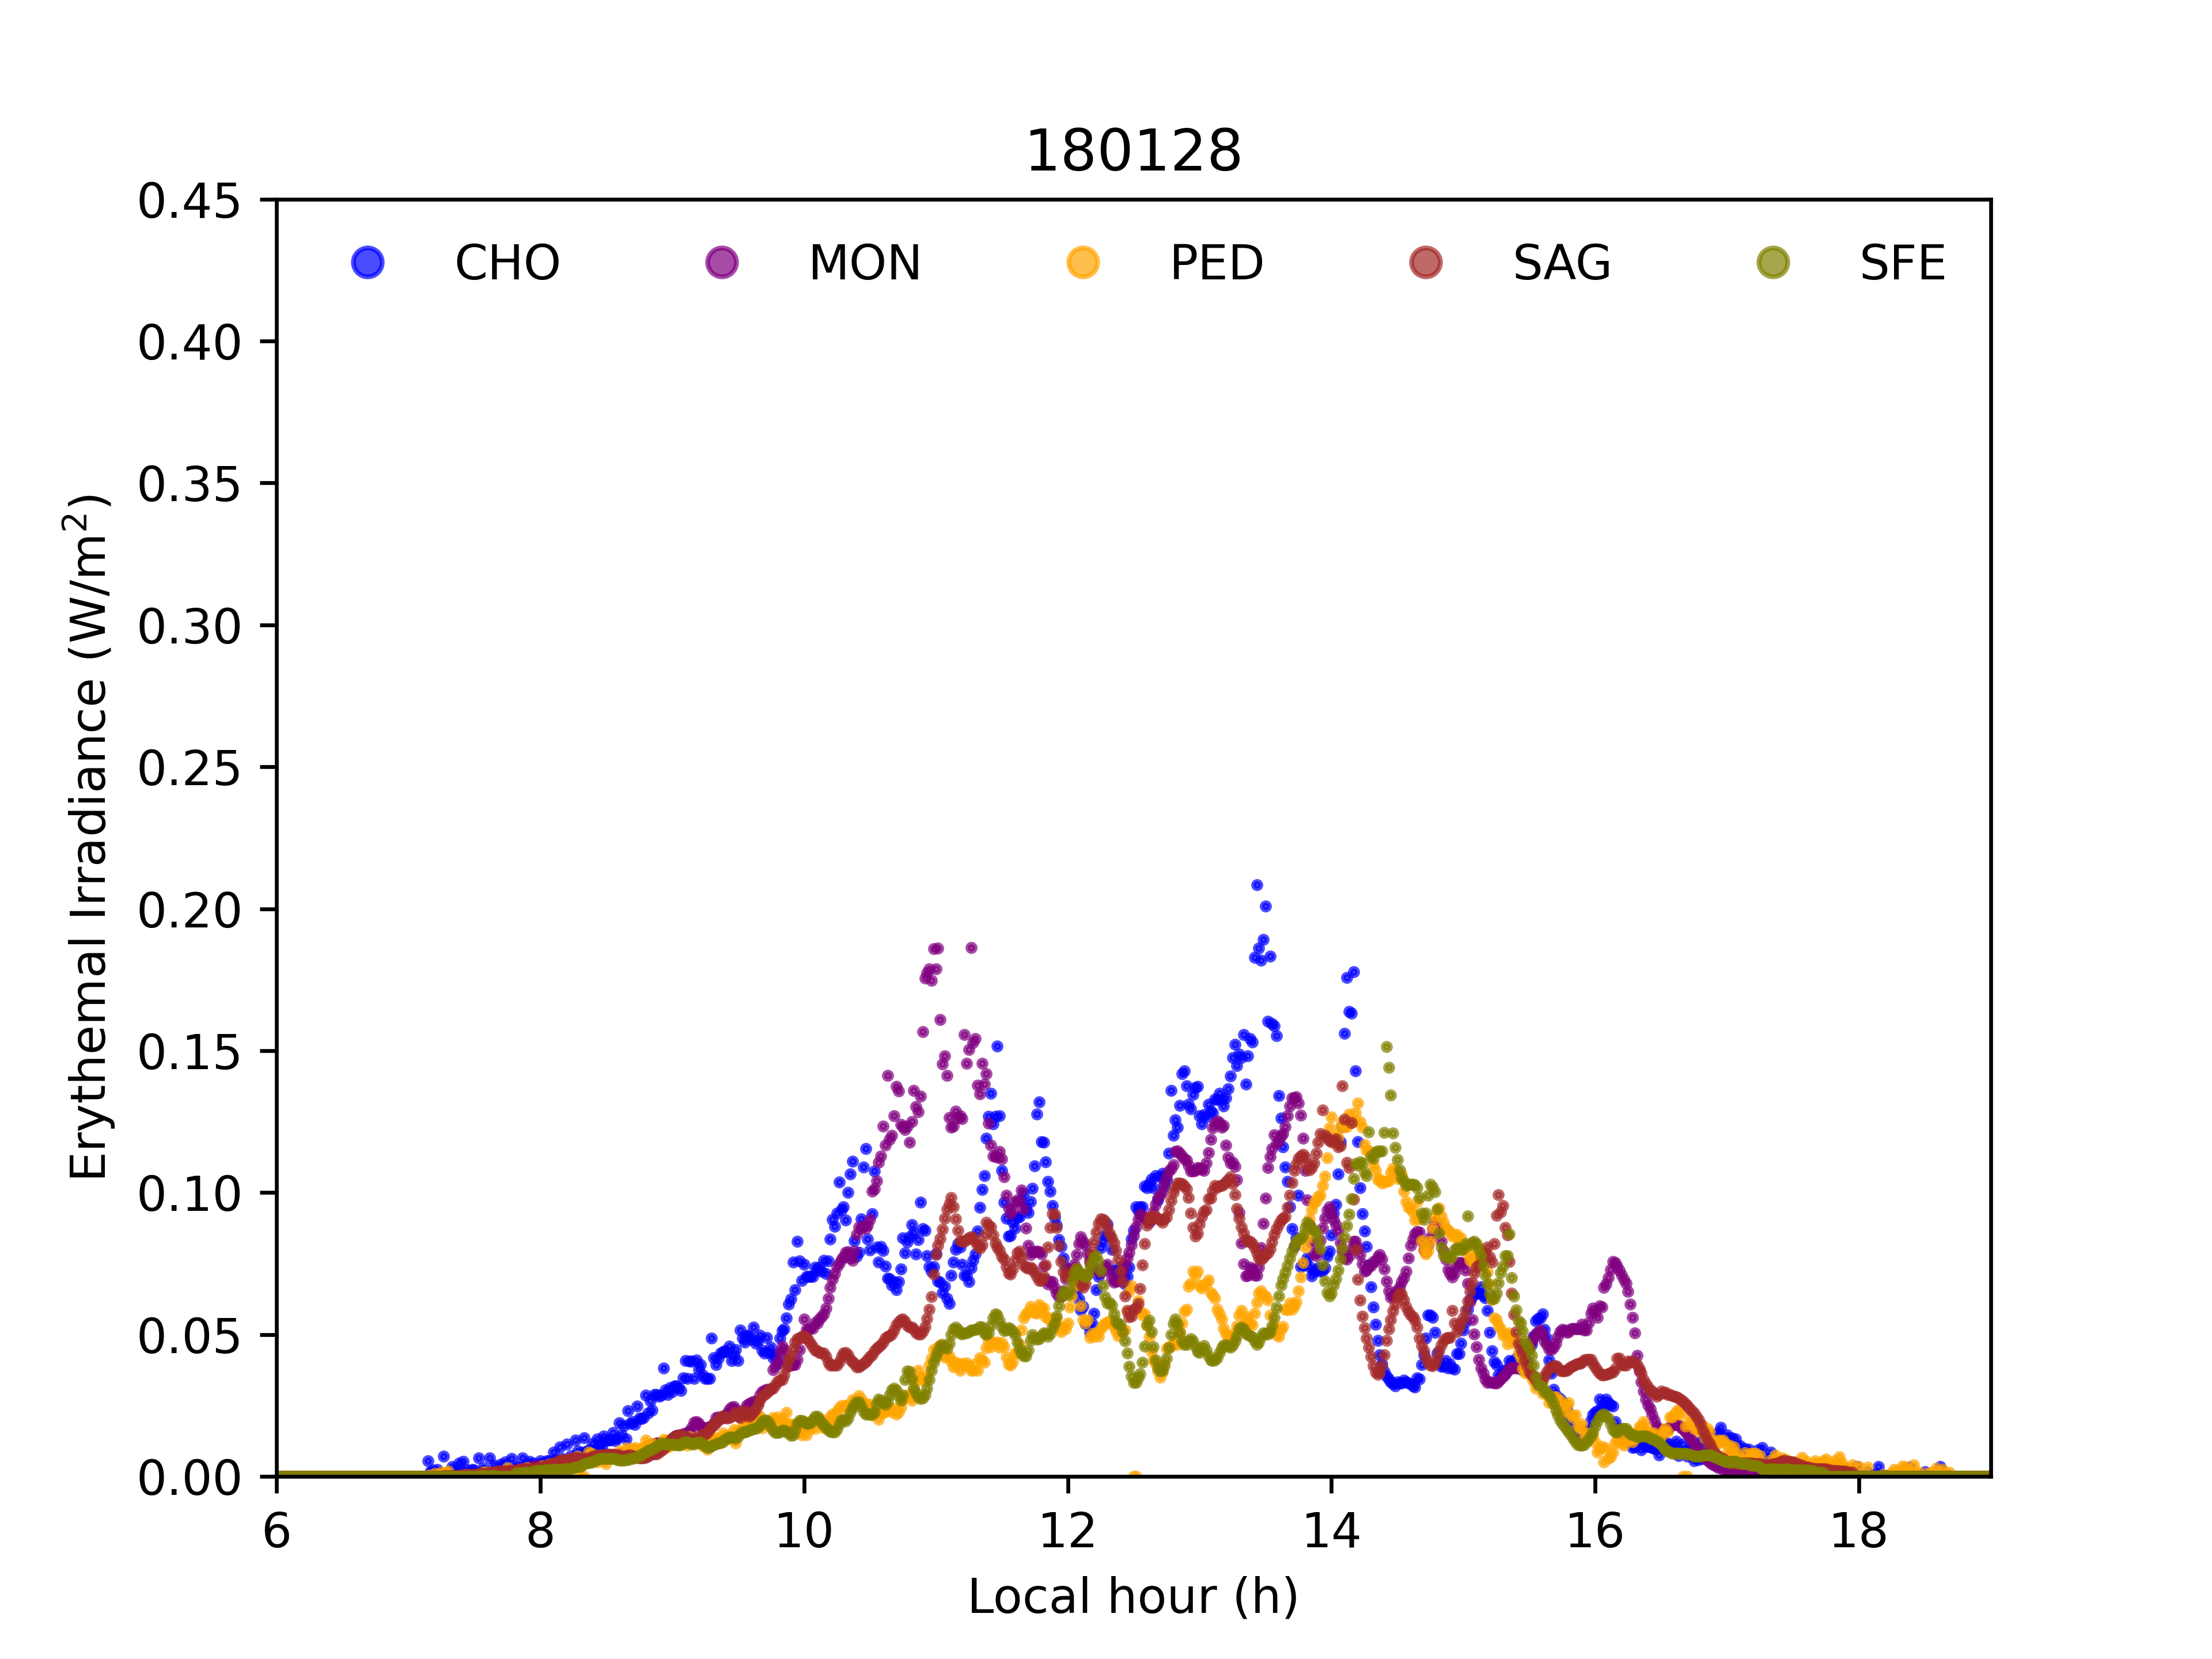 180128
CHO MON PED SAG SFE
0.45
0.40
0.35
0.30
0.25
0.20
0.15
0.10
0.05
0.00
Erythemal Irradiance (W/m²)
6 8 10 12 14 16 18
Local hour (h)